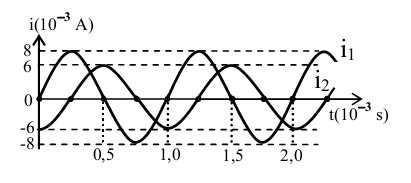 i(10⁻³ A)
8
6
i₁
i₂
0
t(10⁻³ s)
-6
-8
0,5 1,0 1,5 2,0